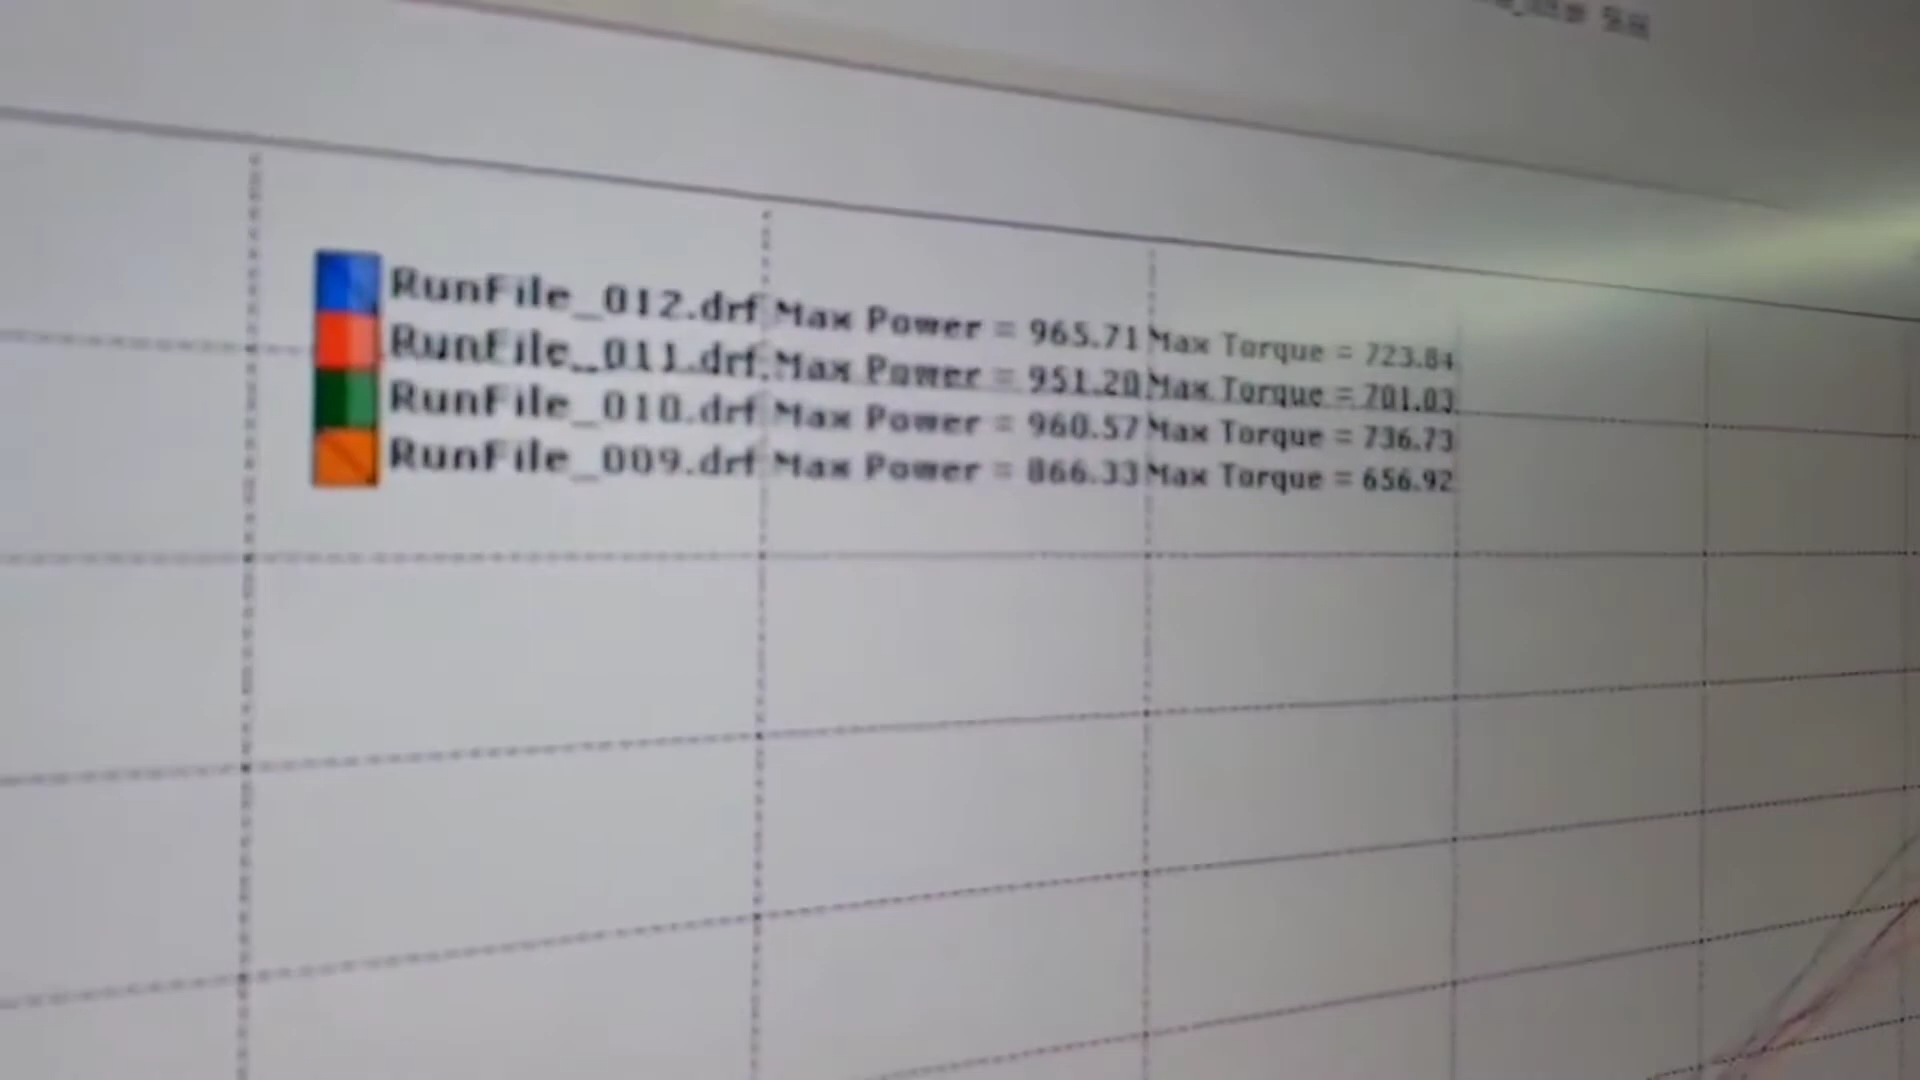 RunFile_012.drf Max Power = 965.71 Max Torque = 723.84
RunFile_011.drf Max Power = 951.20 Max Torque = 701.03
RunFile_010.drf Max Power = 960.57 Max Torque = 736.73
RunFile_009.drf Max Power = 866.33 Max Torque = 656.92